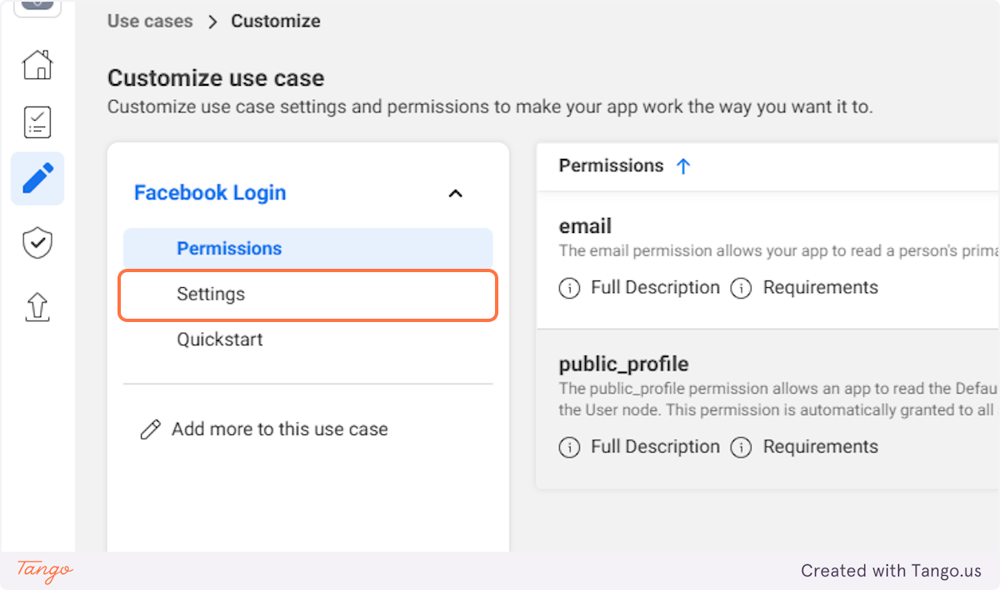 Use cases > Customize
Customize use case
Customize use case settings and permissions to make your app work the way you want it to.
Facebook Login
Permissions
Settings
Quickstart
Add more to this use case
Permissions ↑
email
The email permission allows your app to read a person's
Full Description Requirements
public_profile
The public_profile permission allows an app to read the
the User node. This permission is automatically granted to all
Full Description Requirements
Tango
Created with Tango.us